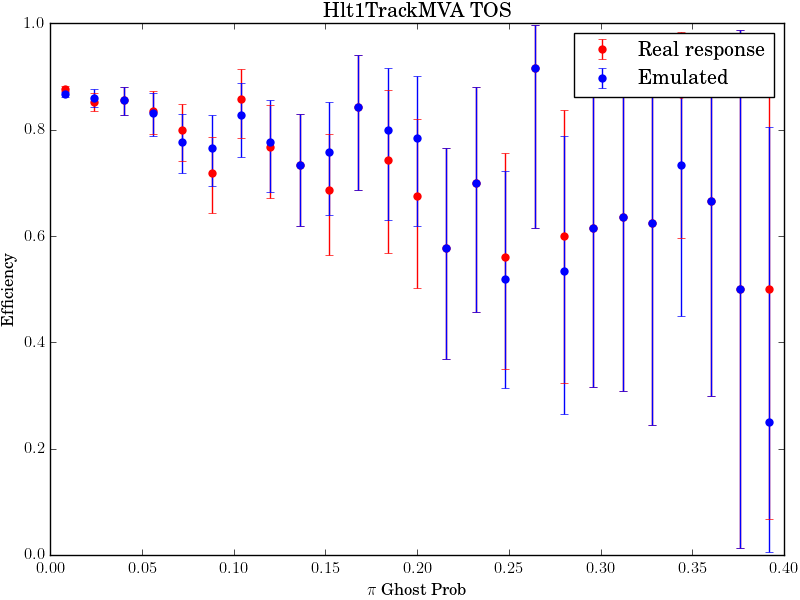 Hlt1TrackMVA TOS
Real response
Emulated
Efficiency
1.0
0.8
0.6
0.4
0.2
0.0
0.00 0.05 0.10 0.15 0.20 0.25 0.30 0.35 0.40
π Ghost Prob